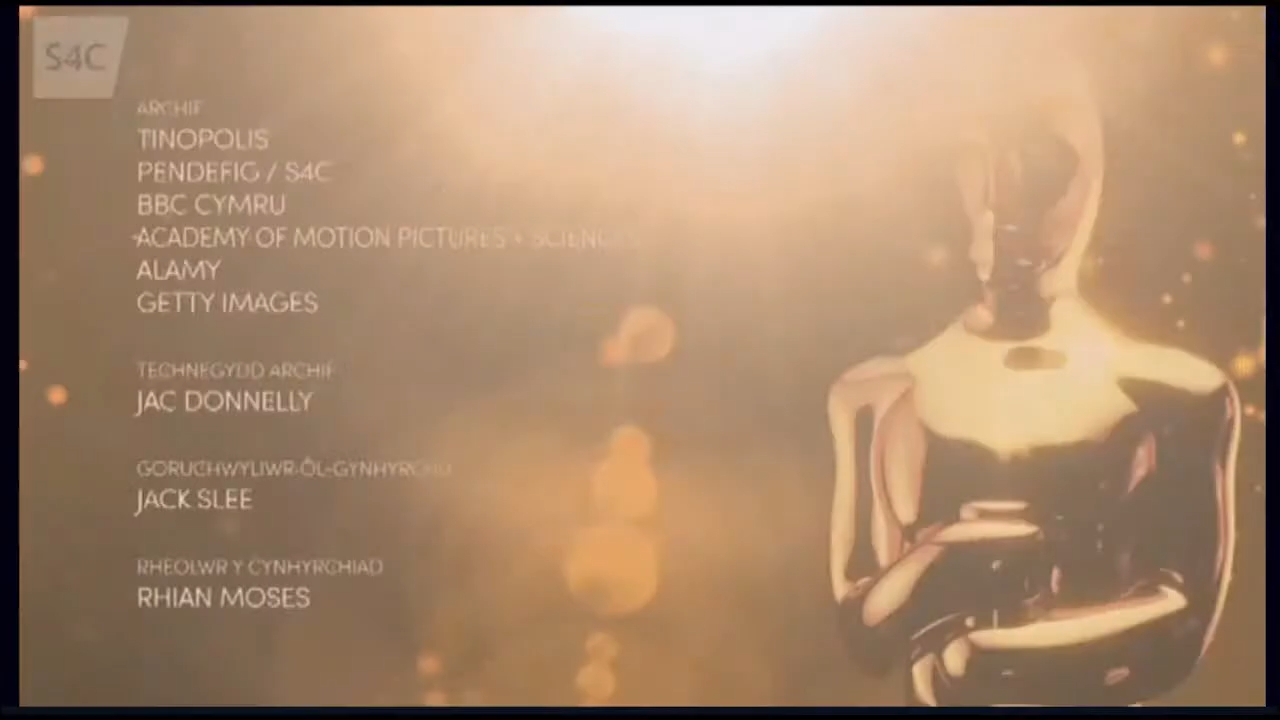 S4C
ARCHIF
TINOPOLIS
PENDEFIG / S4C
BBC CYMRU
ACADEMY OF MOTION PICTURES + SCIENCES
ALAMY
GETTY IMAGES
TECHNEGYDD ARCHIF
JAC DONNELLY
GORUCHWYLIWR ÔL-GYNHYRCHU
JACK SLEE
RHEOLWR Y CYNHYRCHIAD
RHIAN MOSES